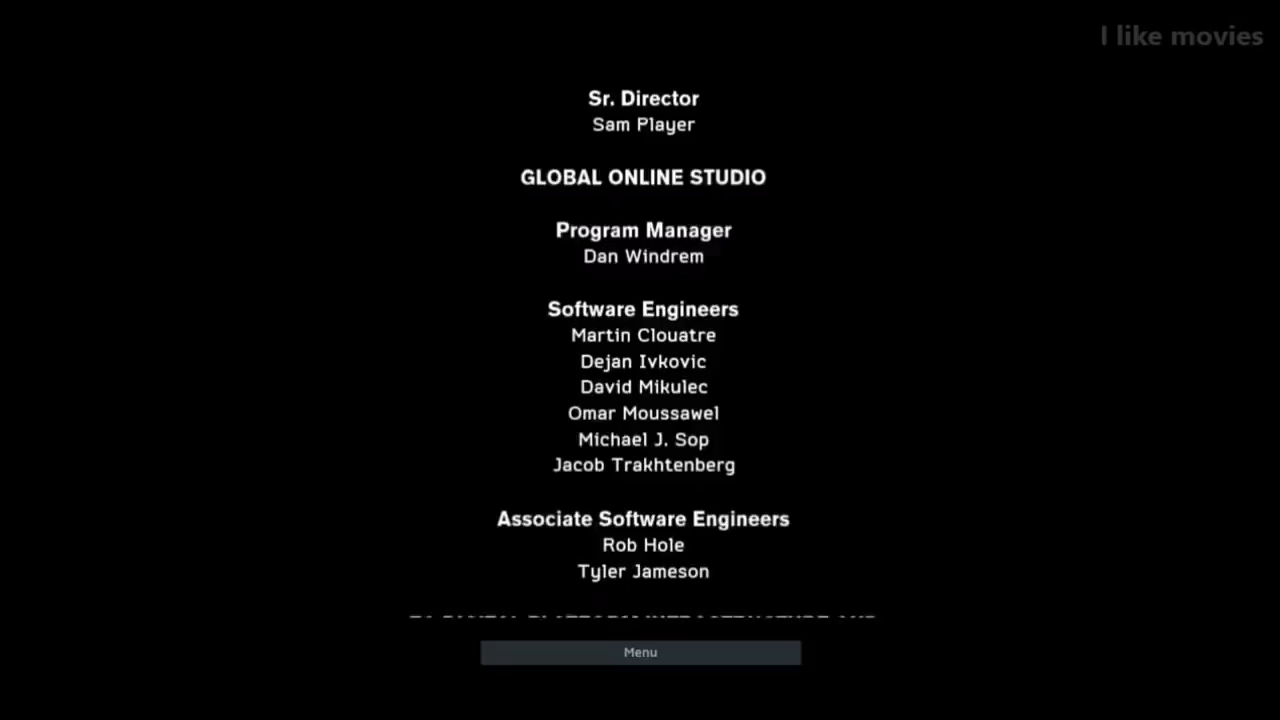 I like movies
Sr. Director
Sam Player
GLOBAL ONLINE STUDIO
Program Manager
Dan Windrem
Software Engineers
Martin Clouatre
Dejan Ivkovic
David Mikulec
Omar Moussawel
Michael J. Sop
Jacob Trakhtenberg
Associate Software Engineers
Rob Hole
Tyler Jameson
Menu